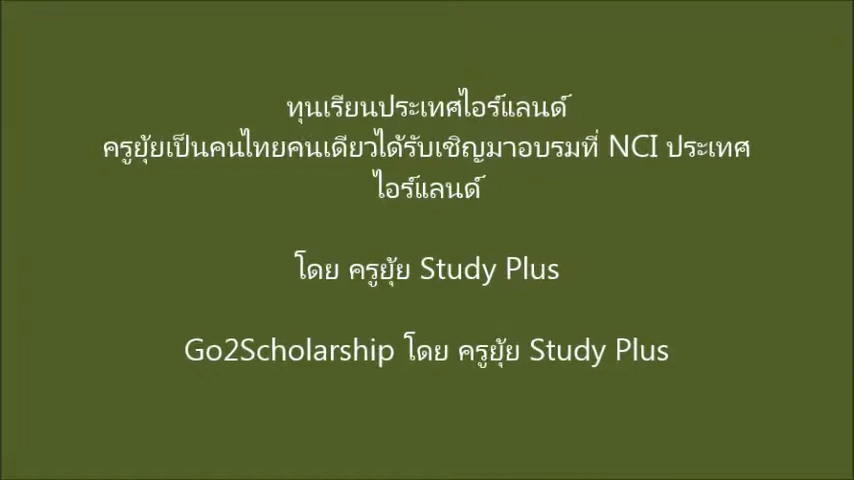 ทุนเรียนประเทศไอร์แลนด์
ครูยุ้ยเป็นคนไทยคนเดียวได้รับเชิญมาอบรมที่ NCI ประเทศ
ไอร์แลนด์
โดย ครูยุ้ย Study Plus
Go2Scholarship โดย ครูยุ้ย Study Plus